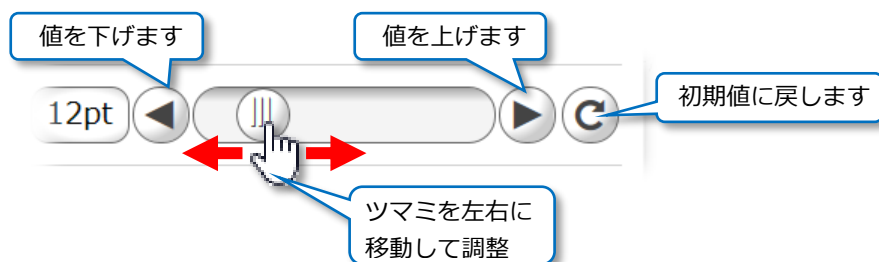 値を下げます
値を上げます
12pt
初期値に戻します
ツマミを左右に
移動して調整